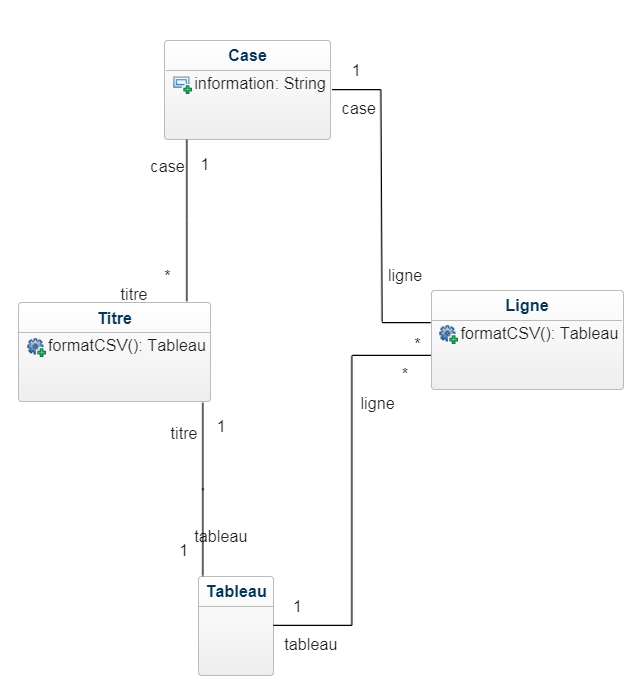 Case
information: String
1
case
case
1
*
titre
ligne
Titre
formatCSV(): Tableau
Ligne
formatCSV(): Tableau
*
*
ligne
titre
1
tableau
1
Tableau
1
tableau